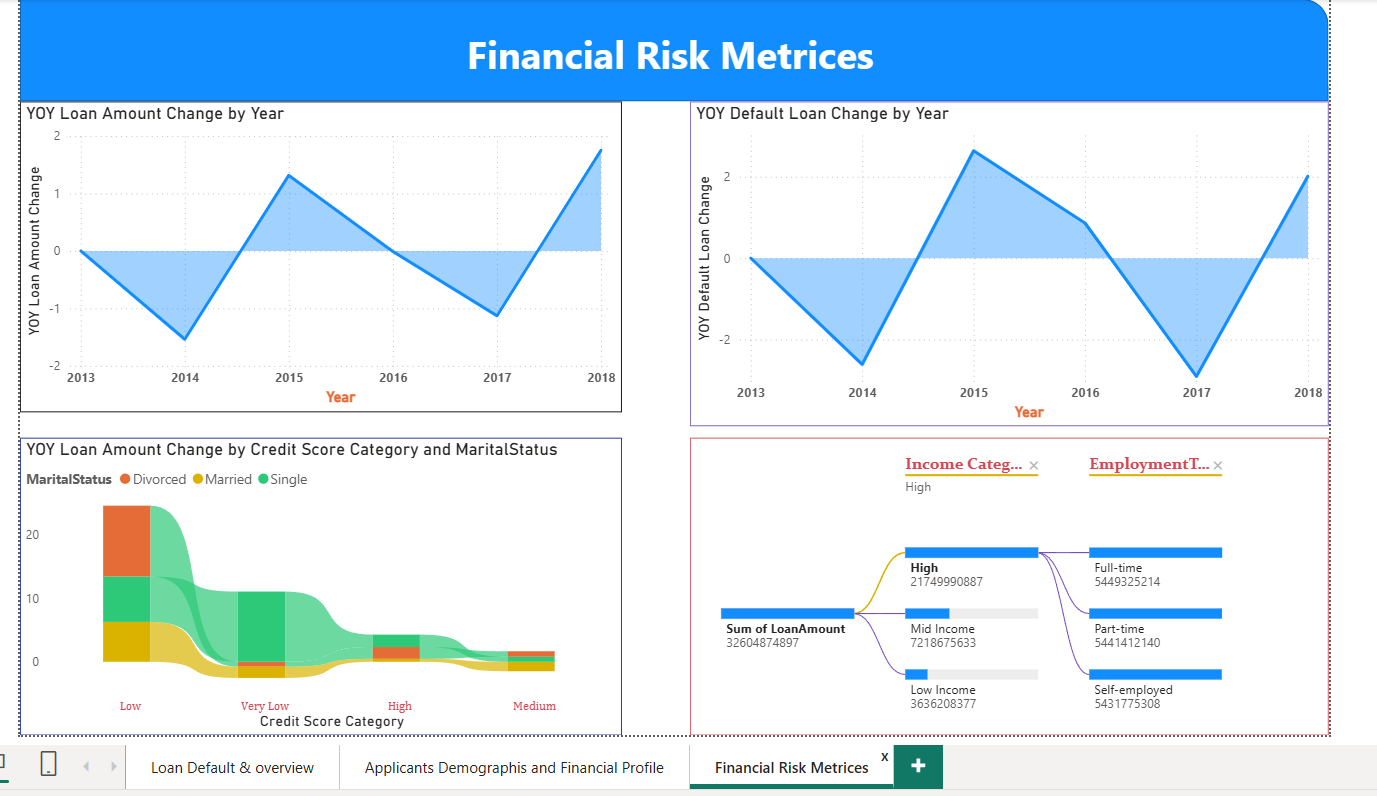 Financial Risk Metrices
YOY Loan Amount Change by Year
YOY Loan Amount Change
2
1
0
-1
-2
2013 2014 2015 2016 2017 2018
Year
YOY Default Loan Change by Year
YOY Default Loan Change
2
0
-2
2013 2014 2015 2016 2017 2018
Year
YOY Loan Amount Change by Credit Score Category and MaritalStatus
MaritalStatus Divorced Married Single
20
10
0
Low Very Low High Medium
Credit Score Category
Income Categ... × EmploymentT... ×
High
Sum of LoanAmount
32604874897
High
21749990887
Mid Income
7218675633
Low Income
3636208377
Full-time
5449325214
Part-time
5441412140
Self-employed
5431775308
Loan Default & overview Applicants Demographis and Financial Profile Financial Risk Metrices x +